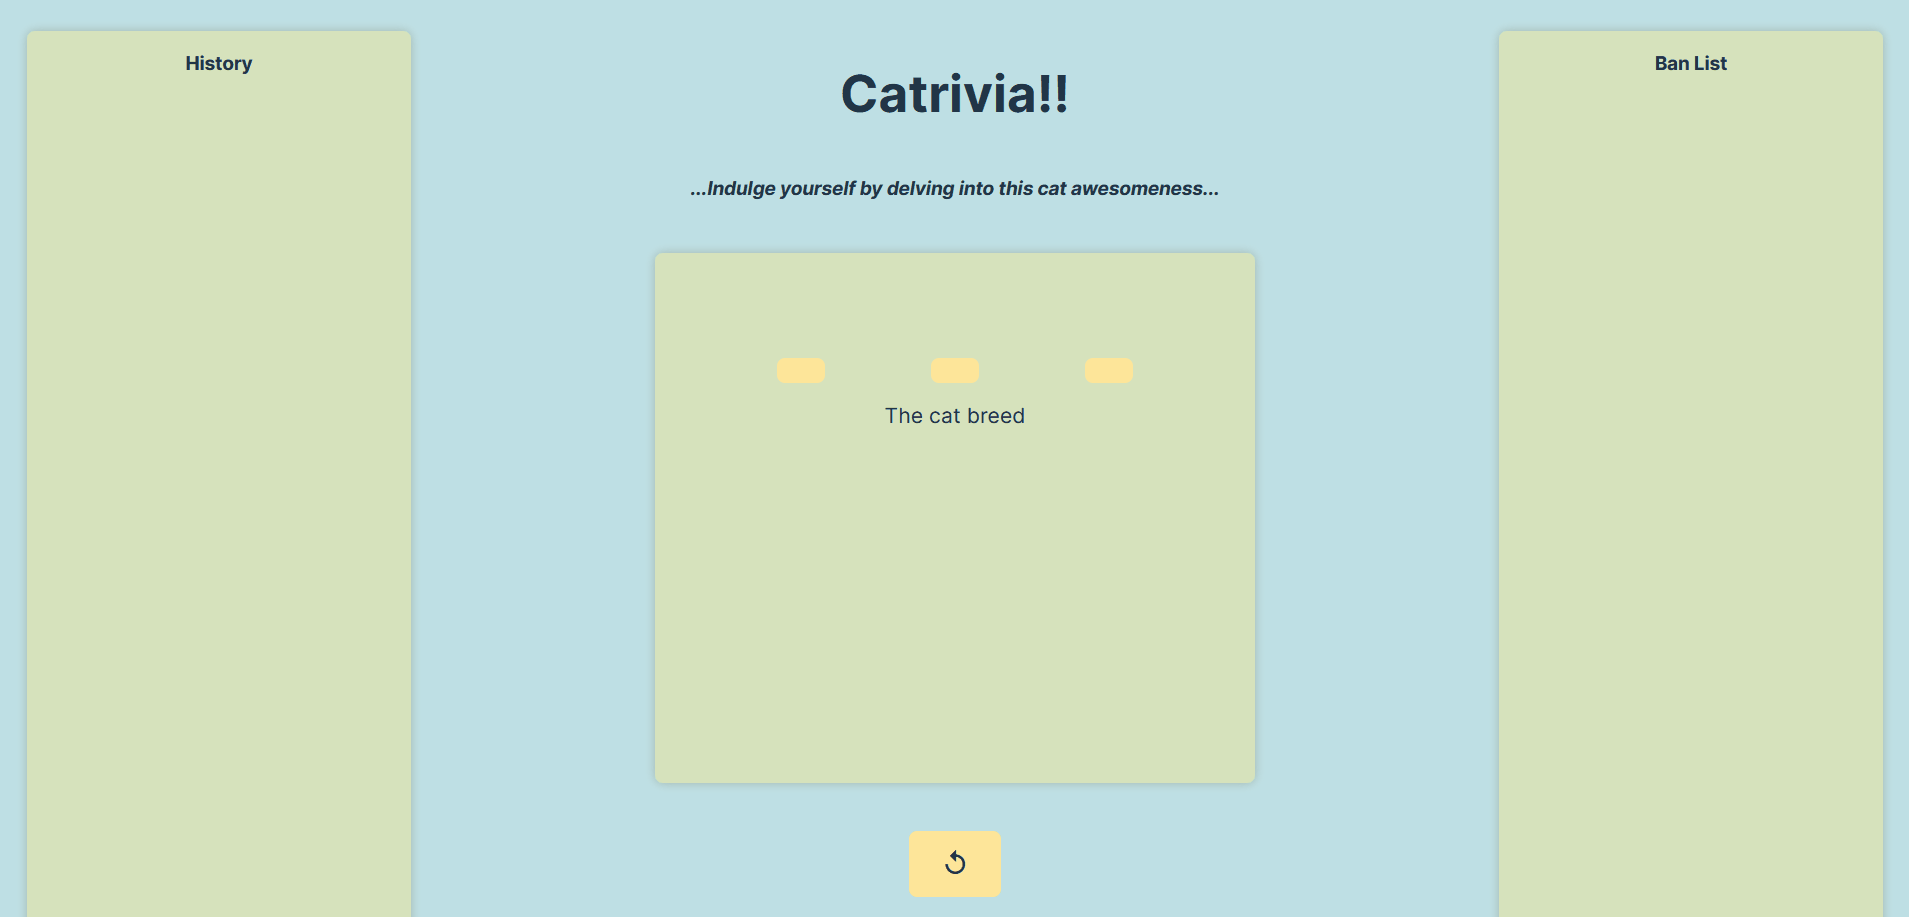 History
Catrivia!!
...Indulge yourself by delving into this cat awesomeness...
The cat breed
Ban List